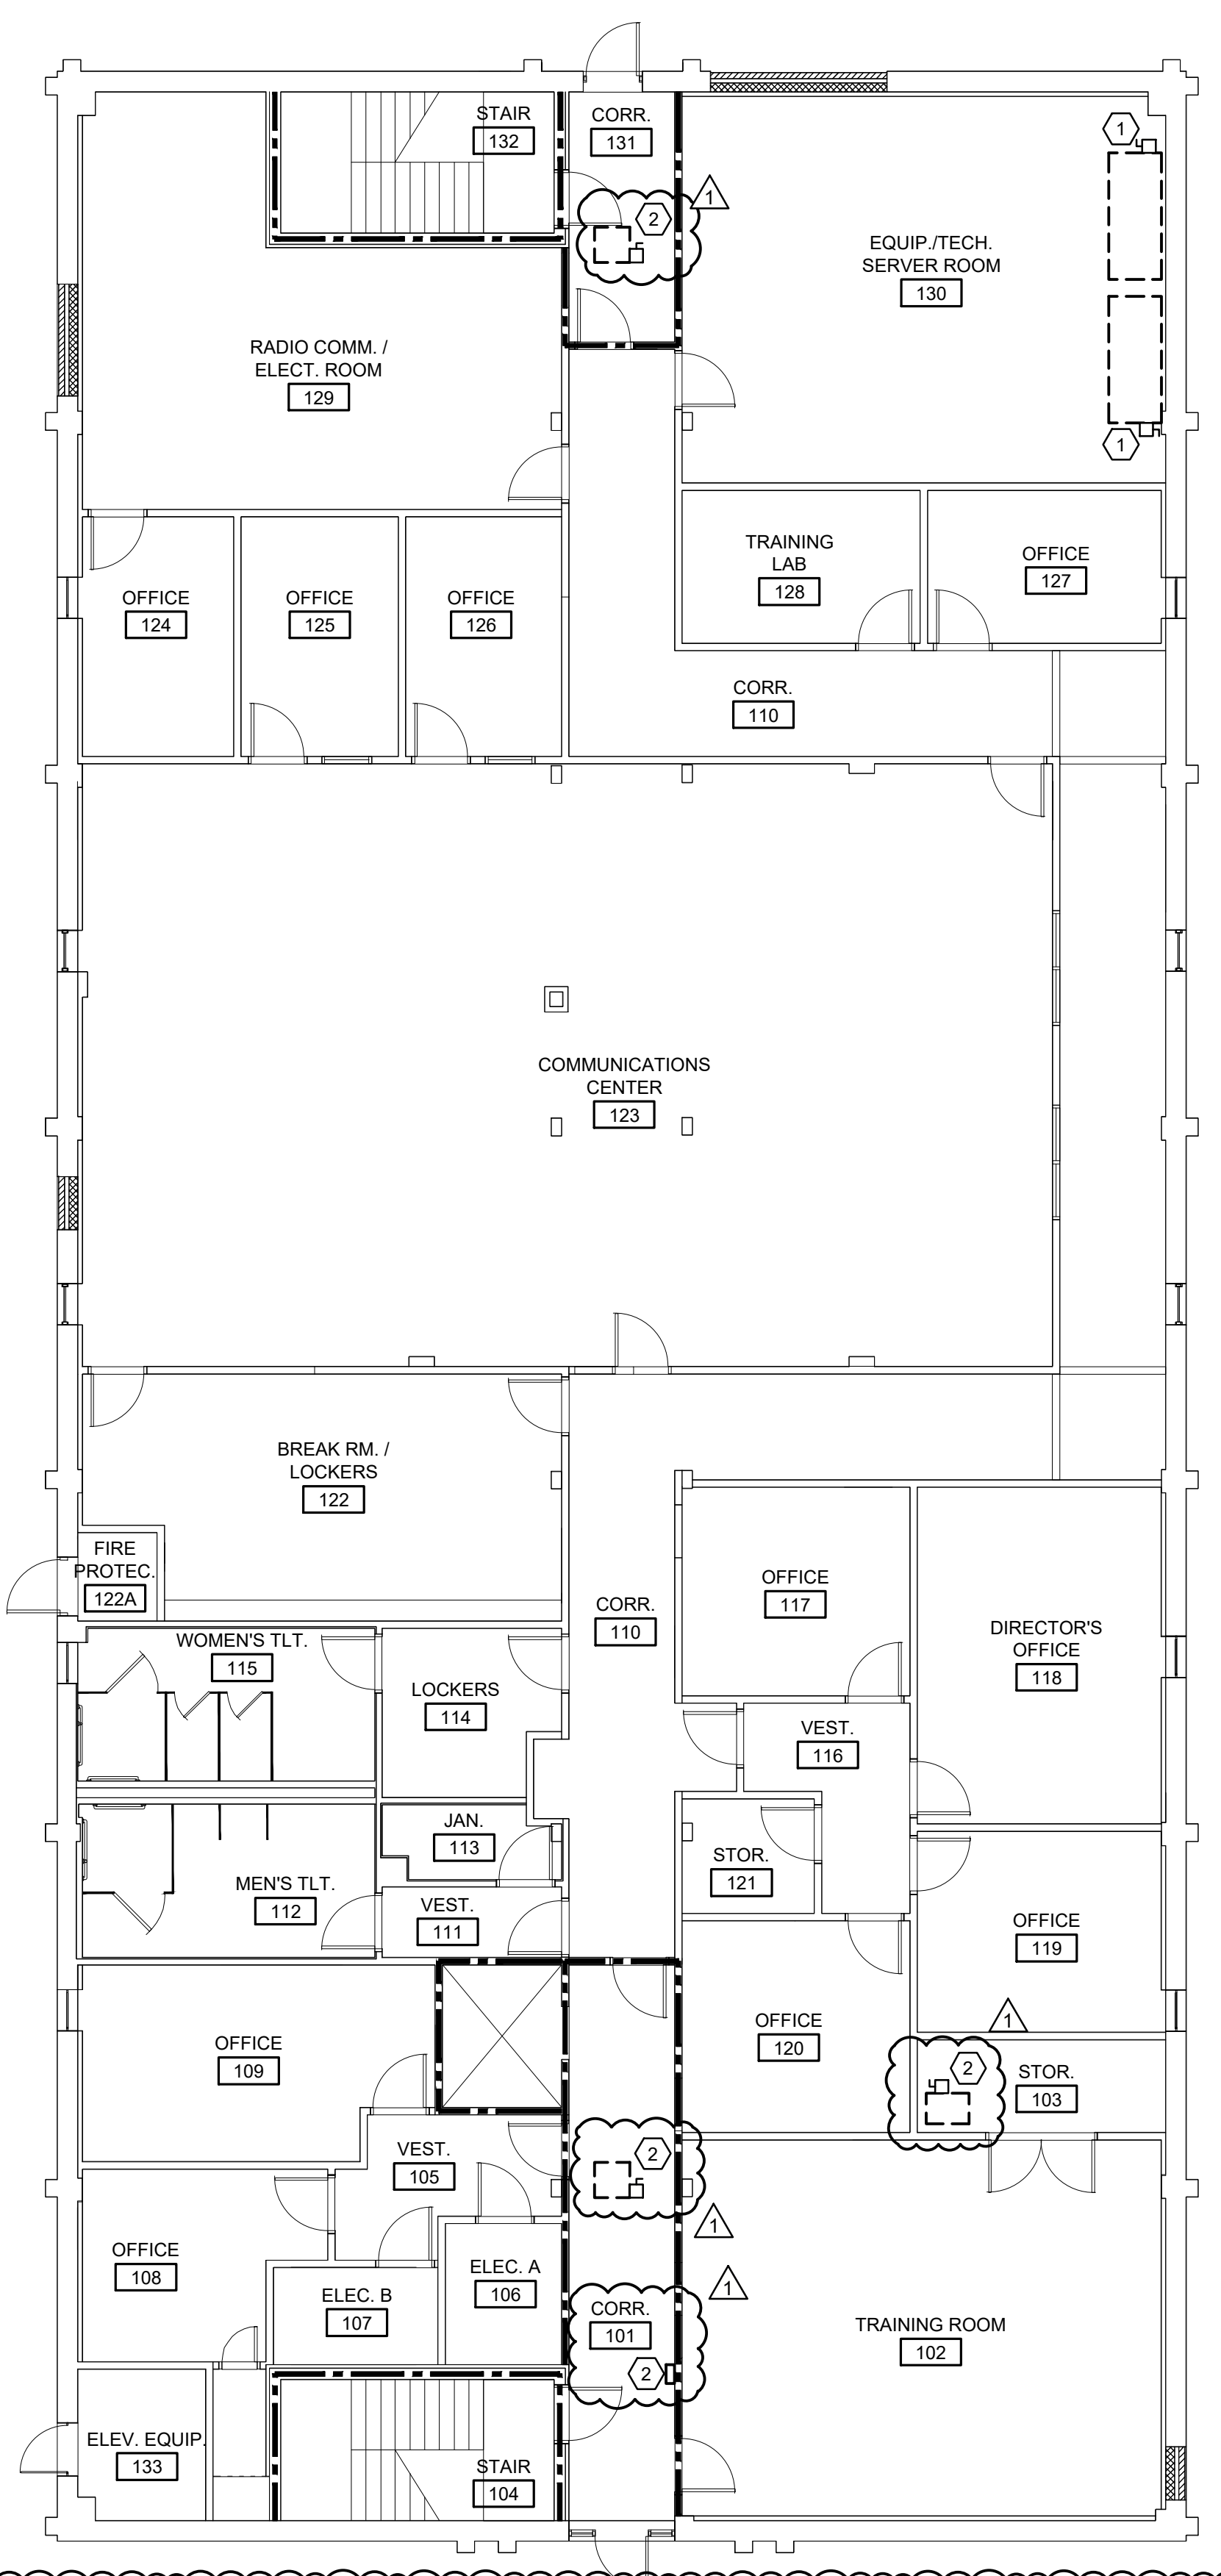 STAIR
132
CORR.
131
1
2
1
EQUIP./TECH.
SERVER ROOM
130
1
RADIO COMM. /
ELECT. ROOM
129
TRAINING
LAB
128
OFFICE
127
OFFICE
124
OFFICE
125
OFFICE
126
CORR.
110
COMMUNICATIONS
CENTER
123
BREAK RM. /
LOCKERS
122
FIRE
PROTEC.
122A
OFFICE
117
CORR.
110
DIRECTOR'S
OFFICE
118
WOMEN'S TLT.
115
LOCKERS
114
VEST.
116
JAN.
113
STOR.
121
MEN'S TLT.
112
VEST.
111
OFFICE
119
OFFICE
109
OFFICE
120
1
2
STOR.
103
VEST.
105
2
1
OFFICE
108
ELEC. A
106
ELEC. B
107
1
CORR.
101
2
TRAINING ROOM
102
ELEV. EQUIP.
133
STAIR
104